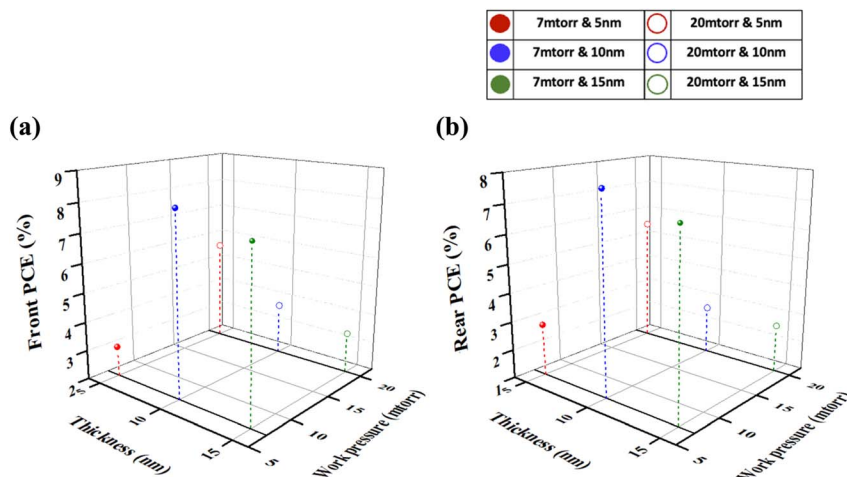 7mtorr & 5nm 20mtorr & 5nm
7mtorr & 10nm 20mtorr & 10nm
7mtorr & 15nm 20mtorr & 15nm
(a)
9
8
7
6
5
4
3
2
Front PCE (%)
5
10
15
Thickness (nm)
5
10
15
20
Work pressure (mtorr)
(b)
8
7
6
5
4
3
2
1
Rear PCE (%)
5
10
15
Thickness (nm)
5
10
15
20
Work pressure (mtorr)